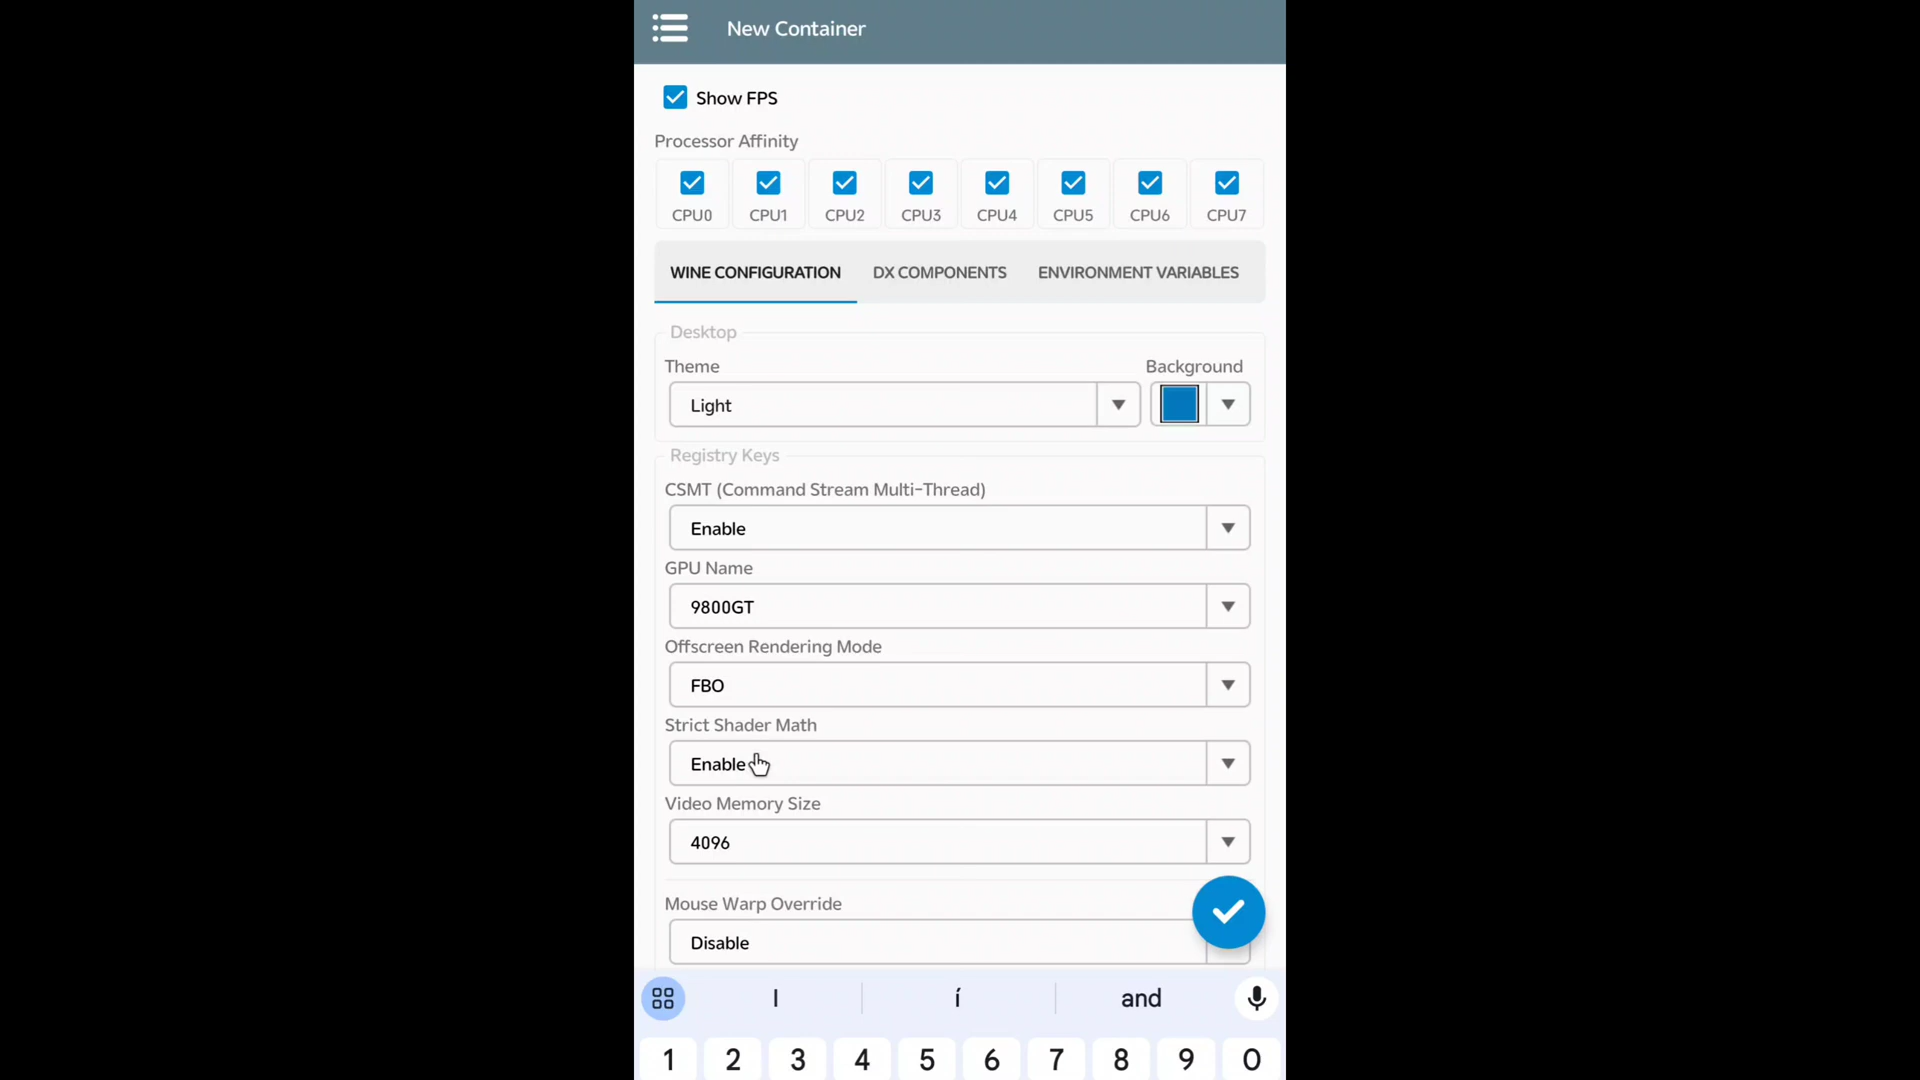 New Container
Show FPS
Processor Affinity
CPU0 CPU1 CPU2 CPU3 CPU4 CPU5 CPU6 CPU7
WINE CONFIGURATION DX COMPONENTS ENVIRONMENT VARIABLES
Desktop
Theme Background
Light
Registry Keys
CSMT (Command Stream Multi-Thread)
Enable
GPU Name
9800GT
Offscreen Rendering Mode
FBO
Strict Shader Math
Enable
Video Memory Size
4096
Mouse Warp Override
Disable
I í and
1 2 3 4 5 6 7 8 9 0